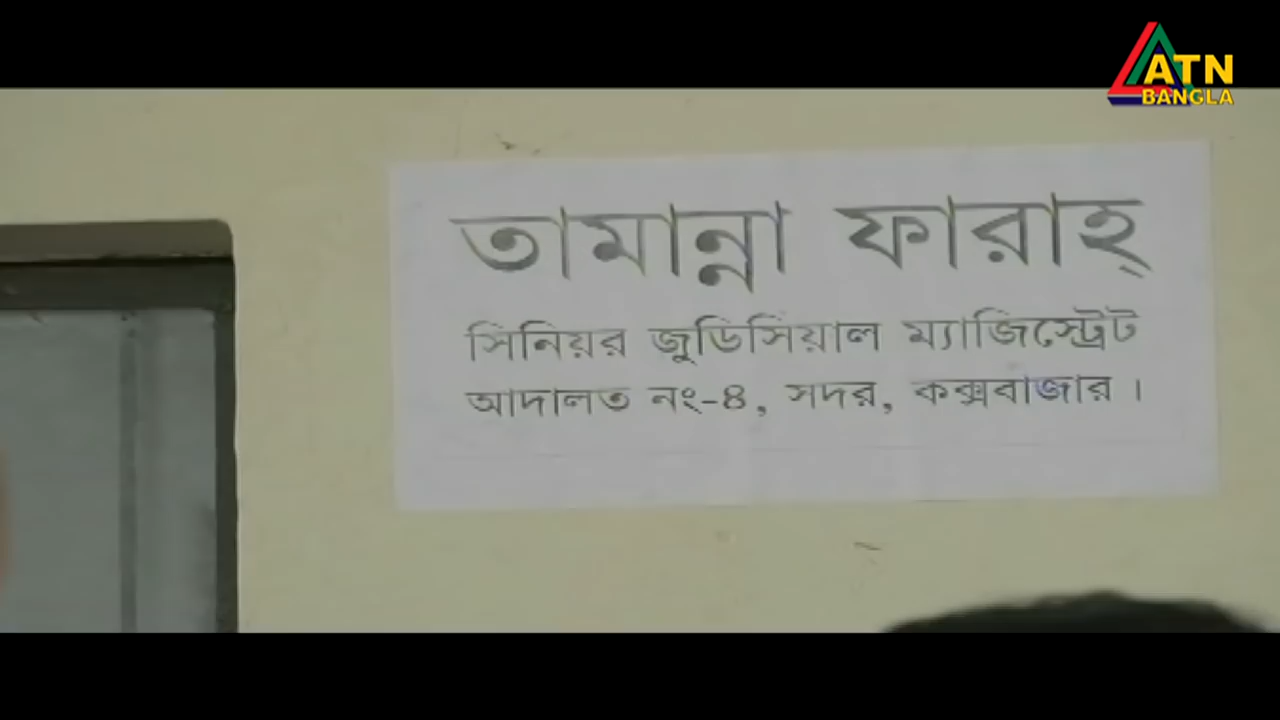 ATN
BANGLA
তামান্না ফারাহ্
সিনিয়র জুডিসিয়াল ম্যাজিস্ট্রেট
আদালত নং-৪, সদর, কক্সবাজার।